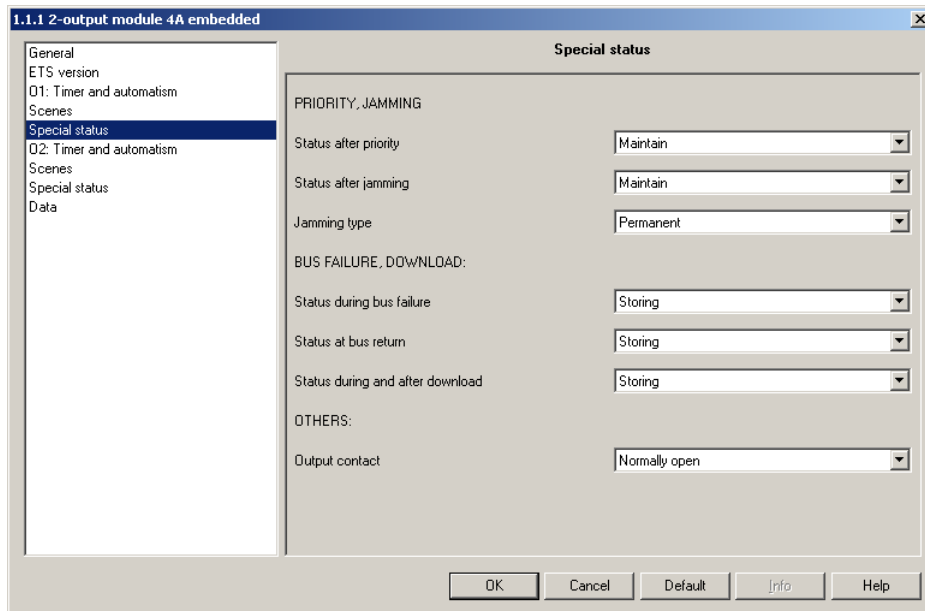 1.1.1 2-output module 4A embedded
General
ETS version
O1: Timer and automatism
Scenes
Special status
O2: Timer and automatism
Scenes
Special status
Data
Special status
PRIORITY, JAMMING
Status after priority Maintain
Status after jamming Maintain
Jamming type Permanent
BUS FAILURE, DOWNLOAD:
Status during bus failure Storing
Status at bus return Storing
Status during and after download Storing
OTHERS:
Output contact Normally open
OK Cancel Default Info Help